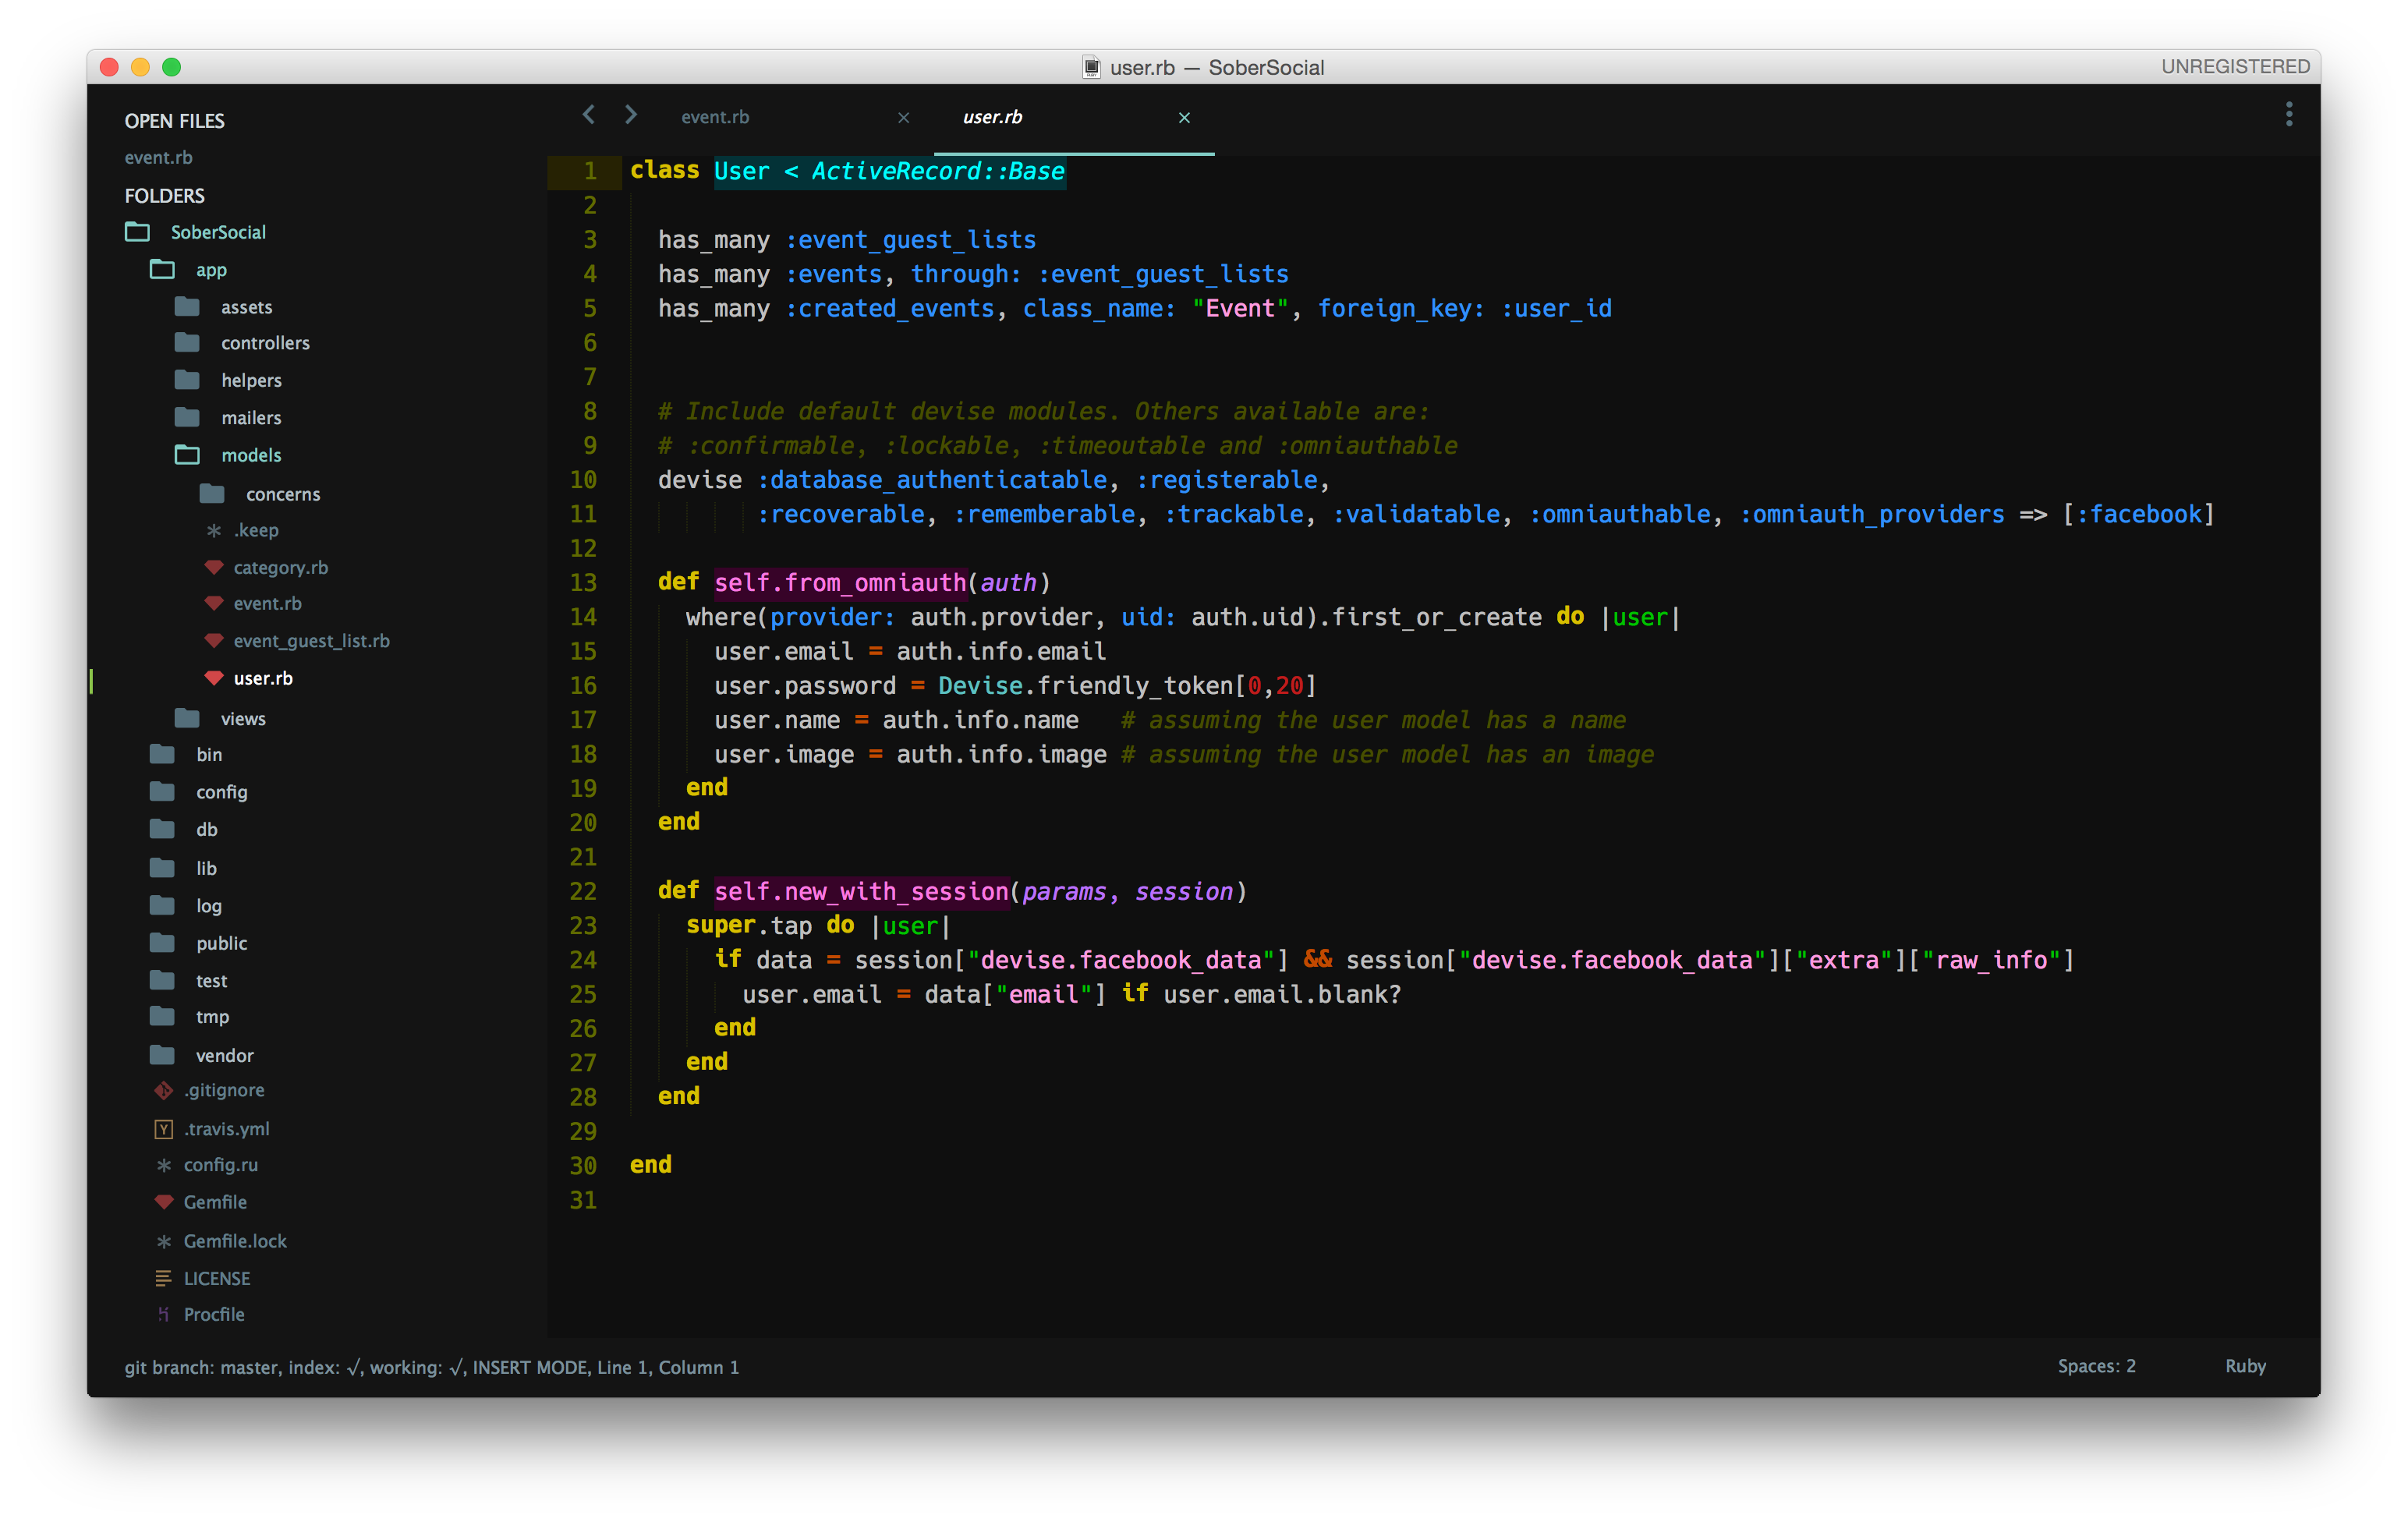 user.rb — SoberSocial
UNREGISTERED
OPEN FILES
event.rb
FOLDERS
SoberSocial
app
assets
controllers
helpers
mailers
models
concerns
.keep
category.rb
event.rb
event_guest_list.rb
user.rb
views
bin
config
db
lib
log
public
test
tmp
vendor
.gitignore
.travis.yml
config.ru
Gemfile
Gemfile.lock
LICENSE
Procfile
event.rb × user.rb ×
1 class User < ActiveRecord::Base
2
3   has_many :event_guest_lists
4   has_many :events, through: :event_guest_lists
5   has_many :created_events, class_name: "Event", foreign_key: :user_id
6
7
8   # Include default devise modules. Others available are:
9   # :confirmable, :lockable, :timeoutable and :omniauthable
10   devise :database_authenticatable, :registerable,
11          :recoverable, :rememberable, :trackable, :validatable, :omniauthable, :omniauth_providers => [:facebook]
12
13   def self.from_omniauth(auth)
14     where(provider: auth.provider, uid: auth.uid).first_or_create do |user|
15       user.email = auth.info.email
16       user.password = Devise.friendly_token[0,20]
17       user.name = auth.info.name   # assuming the user model has a name
18       user.image = auth.info.image # assuming the user model has an image
19     end
20   end
21
22   def self.new_with_session(params, session)
23     super.tap do |user|
24       if data = session["devise.facebook_data"] && session["devise.facebook_data"]["extra"]["raw_info"]
25         user.email = data["email"] if user.email.blank?
26       end
27     end
28   end
29
30 end
31
git branch: master, index: √, working: √, INSERT MODE, Line 1, Column 1
Spaces: 2
Ruby